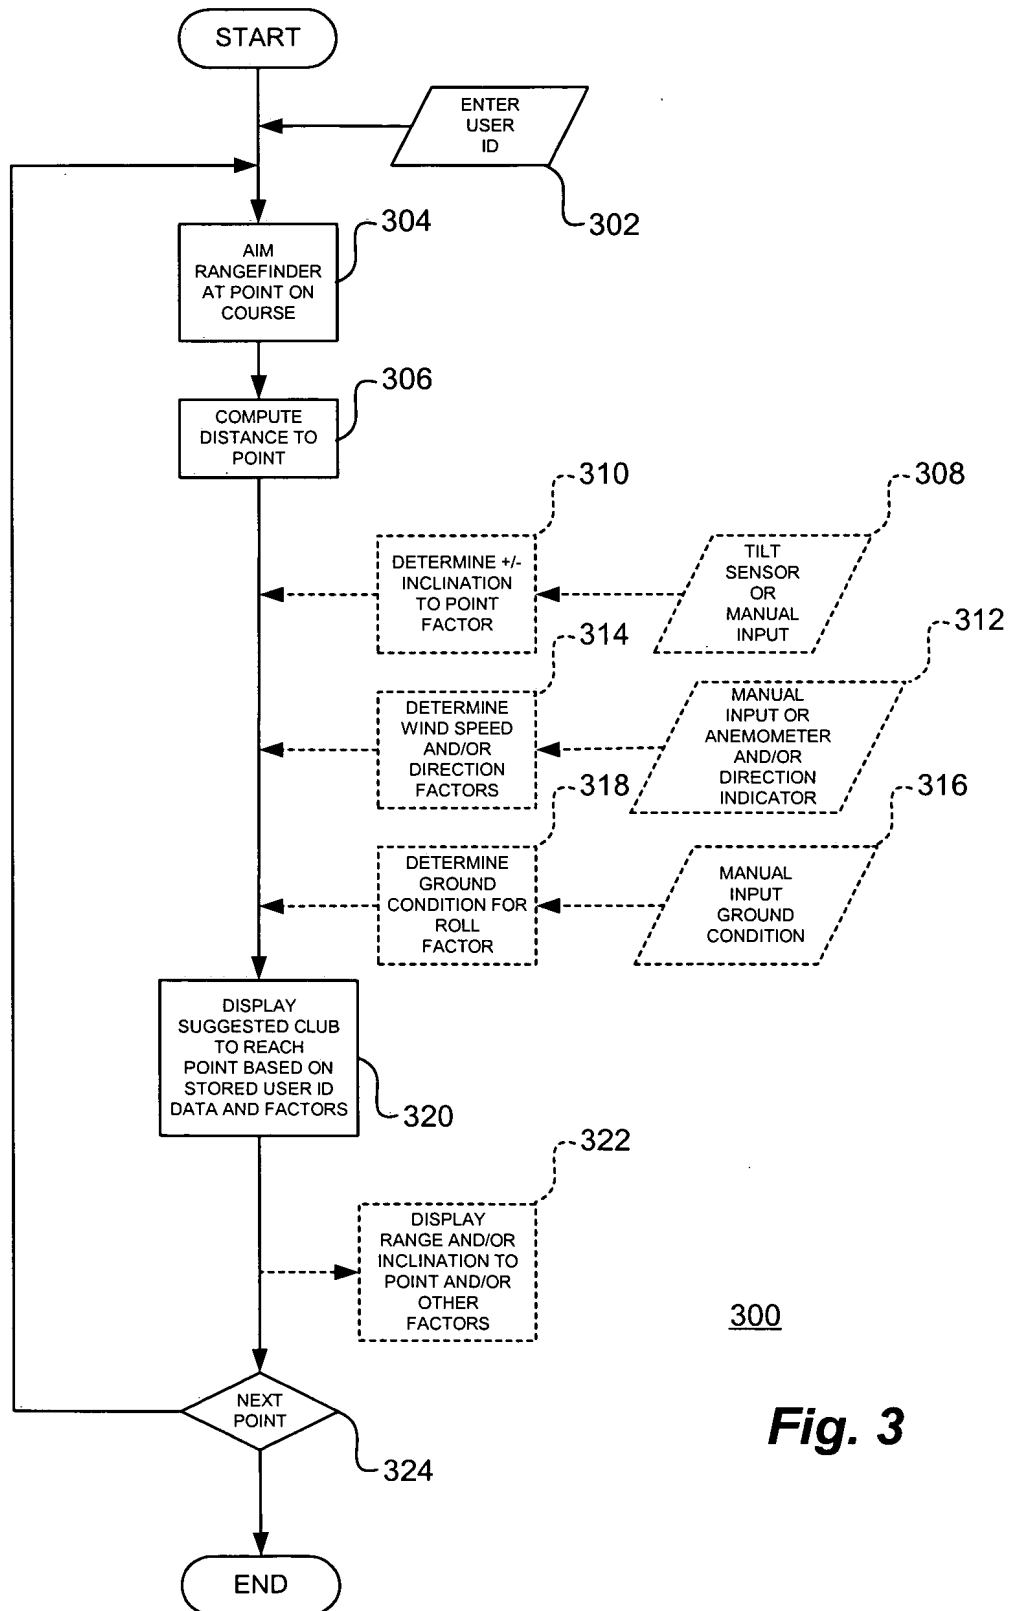 START
ENTER
USER
ID
302
304
AIM
RANGEFINDER
AT POINT ON
COURSE
306
COMPUTE
DISTANCE TO
POINT
310
308
DETERMINE +/-
INCLINATION
TO POINT
FACTOR
TILT
SENSOR
OR
MANUAL
INPUT
314
312
DETERMINE
WIND SPEED
AND/OR
DIRECTION
FACTORS
MANUAL
INPUT OR
ANEMOMETER
AND/OR
DIRECTION
INDICATOR
318
316
DETERMINE
GROUND
CONDITION FOR
ROLL
FACTOR
MANUAL
INPUT
GROUND
CONDITION
DISPLAY
SUGGESTED CLUB
TO REACH
POINT BASED ON
STORED USER ID
DATA AND FACTORS
320
322
DISPLAY
RANGE AND/OR
INCLINATION TO
POINT AND/OR
OTHER
FACTORS
300
NEXT
POINT
324
Fig. 3
END